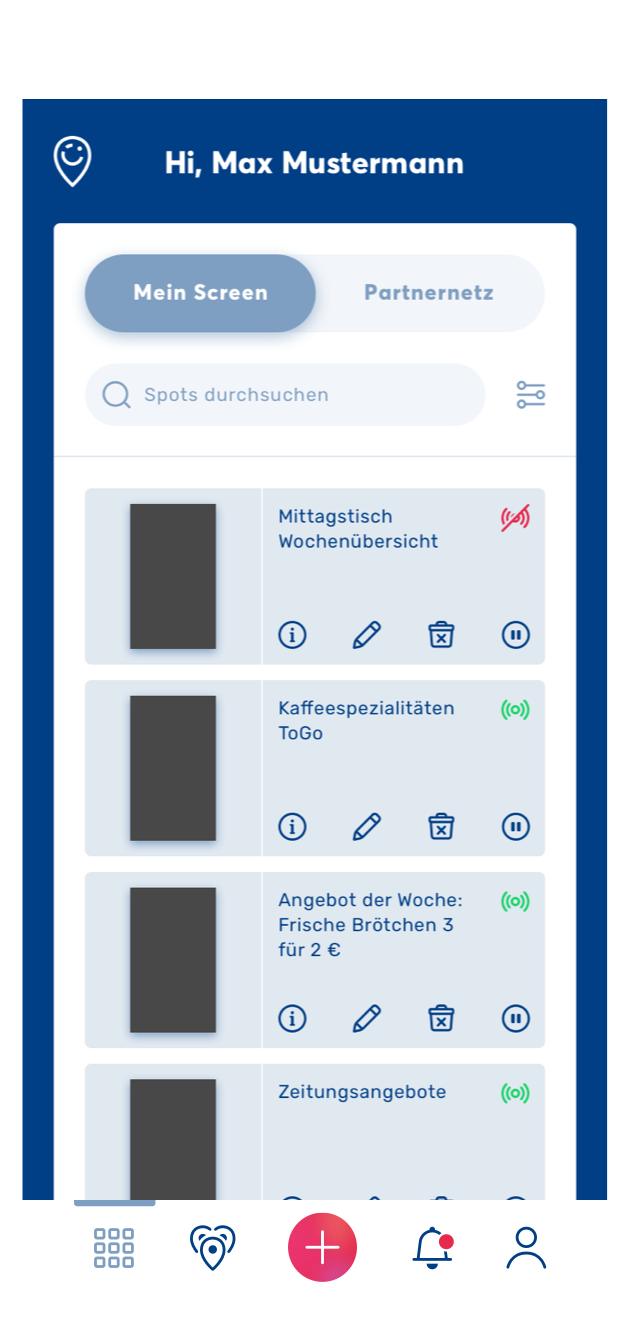 Hi, Max Mustermann
Mein Screen
Partnernetz
Spots durchsuchen
Mittagstisch
Wochenübersicht
Kaffeespezialitäten
ToGo
Angebot der Woche:
Frische Brötchen 3
für 2 €
Zeitungsangebote